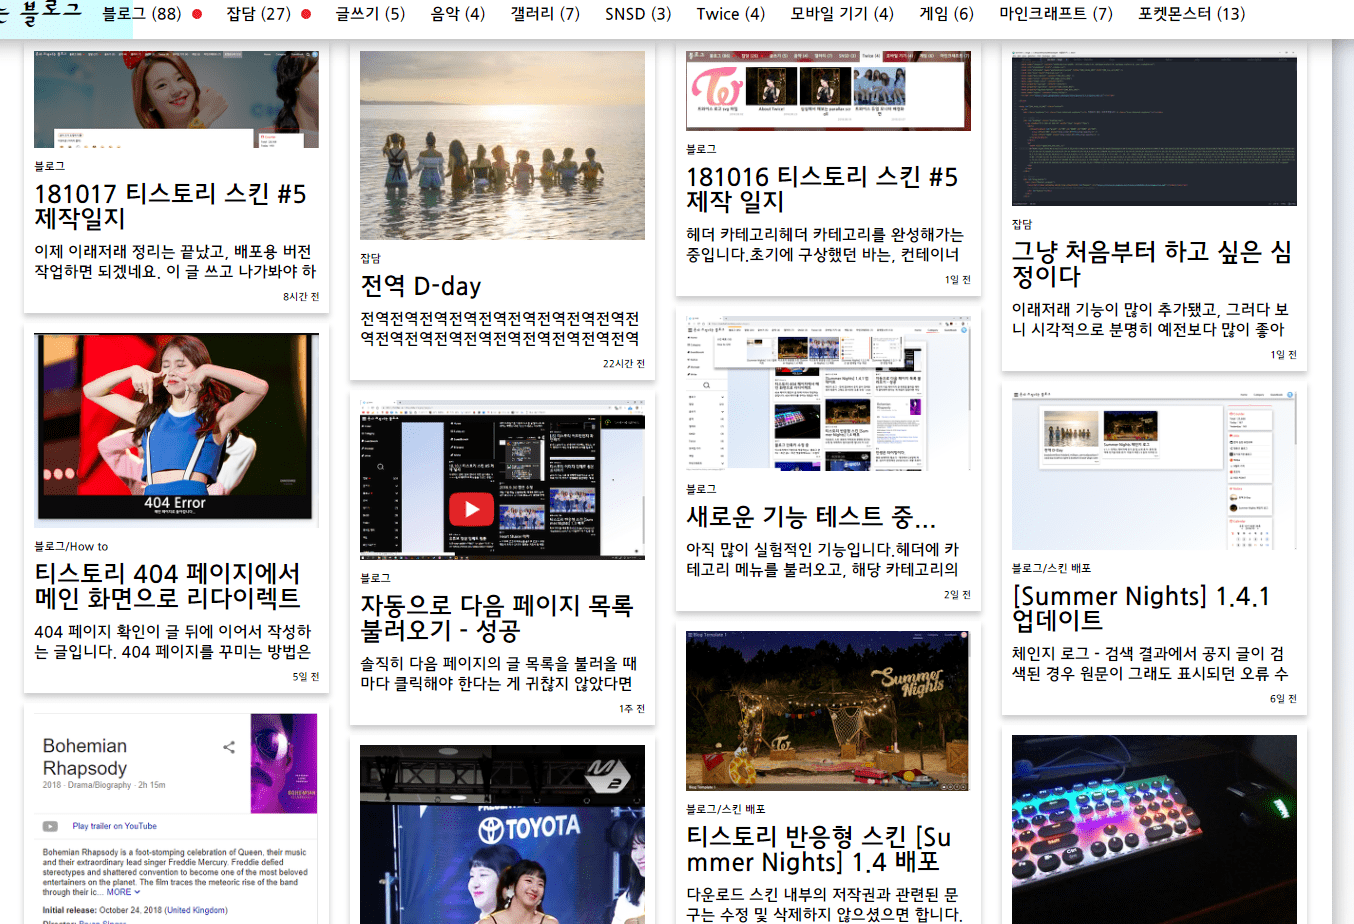 는 블로그
블로그 (88)
잡담 (27)
글쓰기 (5)
음악 (4)
갤러리 (7)
SNSD (3)
Twice (4)
모바일 기기 (4)
게임 (6)
마인크래프트 (7)
포켓몬스터 (13)
블로그
181017 티스토리 스킨 #5
제작일지
이제 이래저래 정리는 끝났고, 배포용 버전
작업하면 되겠네요. 이 글 쓰고 나가봐야 하
8시간 전
404 Error
블로그/How to
티스토리 404 페이지에서
메인 화면으로 리다이렉트
404 페이지 확인이 글 뒤에 이어서 작성하
는 글입니다. 404 페이지를 꾸미는 방법은
5일 전
Bohemian
Rhapsody
2018 · Drama/Biography · 2h 15m
BOHEMIAN
Play trailer on YouTube
Bohemian Rhapsody is a foot-stomping celebration of Queen, their music
and their extraordinary lead singer Freddie Mercury. Freddie defied
stereotypes and shattered convention to become one of the most beloved
entertainers on the planet. The film traces the meteoric rise of the band
through their ic... MORE
Initial release: October 24, 2018 (United Kingdom)
잡담
전역 D-day
전역전역전역전역전역전역전역전역전역전
역전역전역전역전역전역전역전역전역전역
22시간 전
블로그
자동으로 다음 페이지 목록
불러오기 - 성공
솔직히 다음 페이지의 글 목록을 불러올 때
마다 클릭해야 한다는 게 귀찮지 않았다면
1주 전
M2
TOYOTA
블로그
181016 티스토리 스킨 #5
제작 일지
헤더 카테고리헤더 카테고리를 완성해가는
중입니다.초기에 구상했던 바는, 컨테이너
1일 전
블로그
새로운 기능 테스트 중...
아직 많이 실험적인 기능입니다.헤더에 카
테고리 메뉴를 불러오고, 해당 카테고리의
2일 전
Summer
Nights
블로그/스킨 배포
티스토리 반응형 스킨 [Su
mmer Nights] 1.4 배포
다운로드 스킨 내부의 저작권과 관련된 문
구는 수정 및 삭제하지 않으셨으면 합니다.
잡담
그냥 처음부터 하고 싶은 심
정이다
이래저래 기능이 많이 추가됐고, 그러다 보
니 시각적으로 분명히 예전보다 많이 좋아
1일 전
블로그/스킨 배포
[Summer Nights] 1.4.1
업데이트
체인지 로그 - 검색 결과에서 공지 글이 검
색된 경우 원문이 그래도 표시되던 오류 수
6일 전